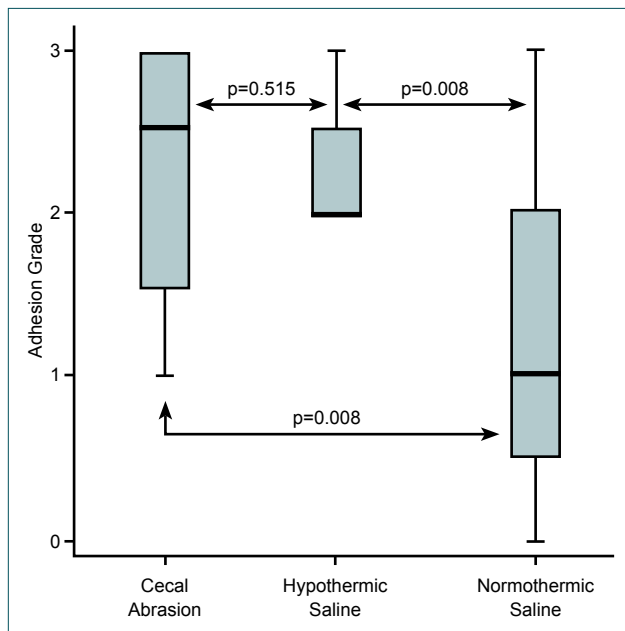 3
p=0.515
p=0.008
2
Adhesion Grade
1
p=0.008
0
Cecal
Abrasion
Hypothermic
Saline
Normothermic
Saline